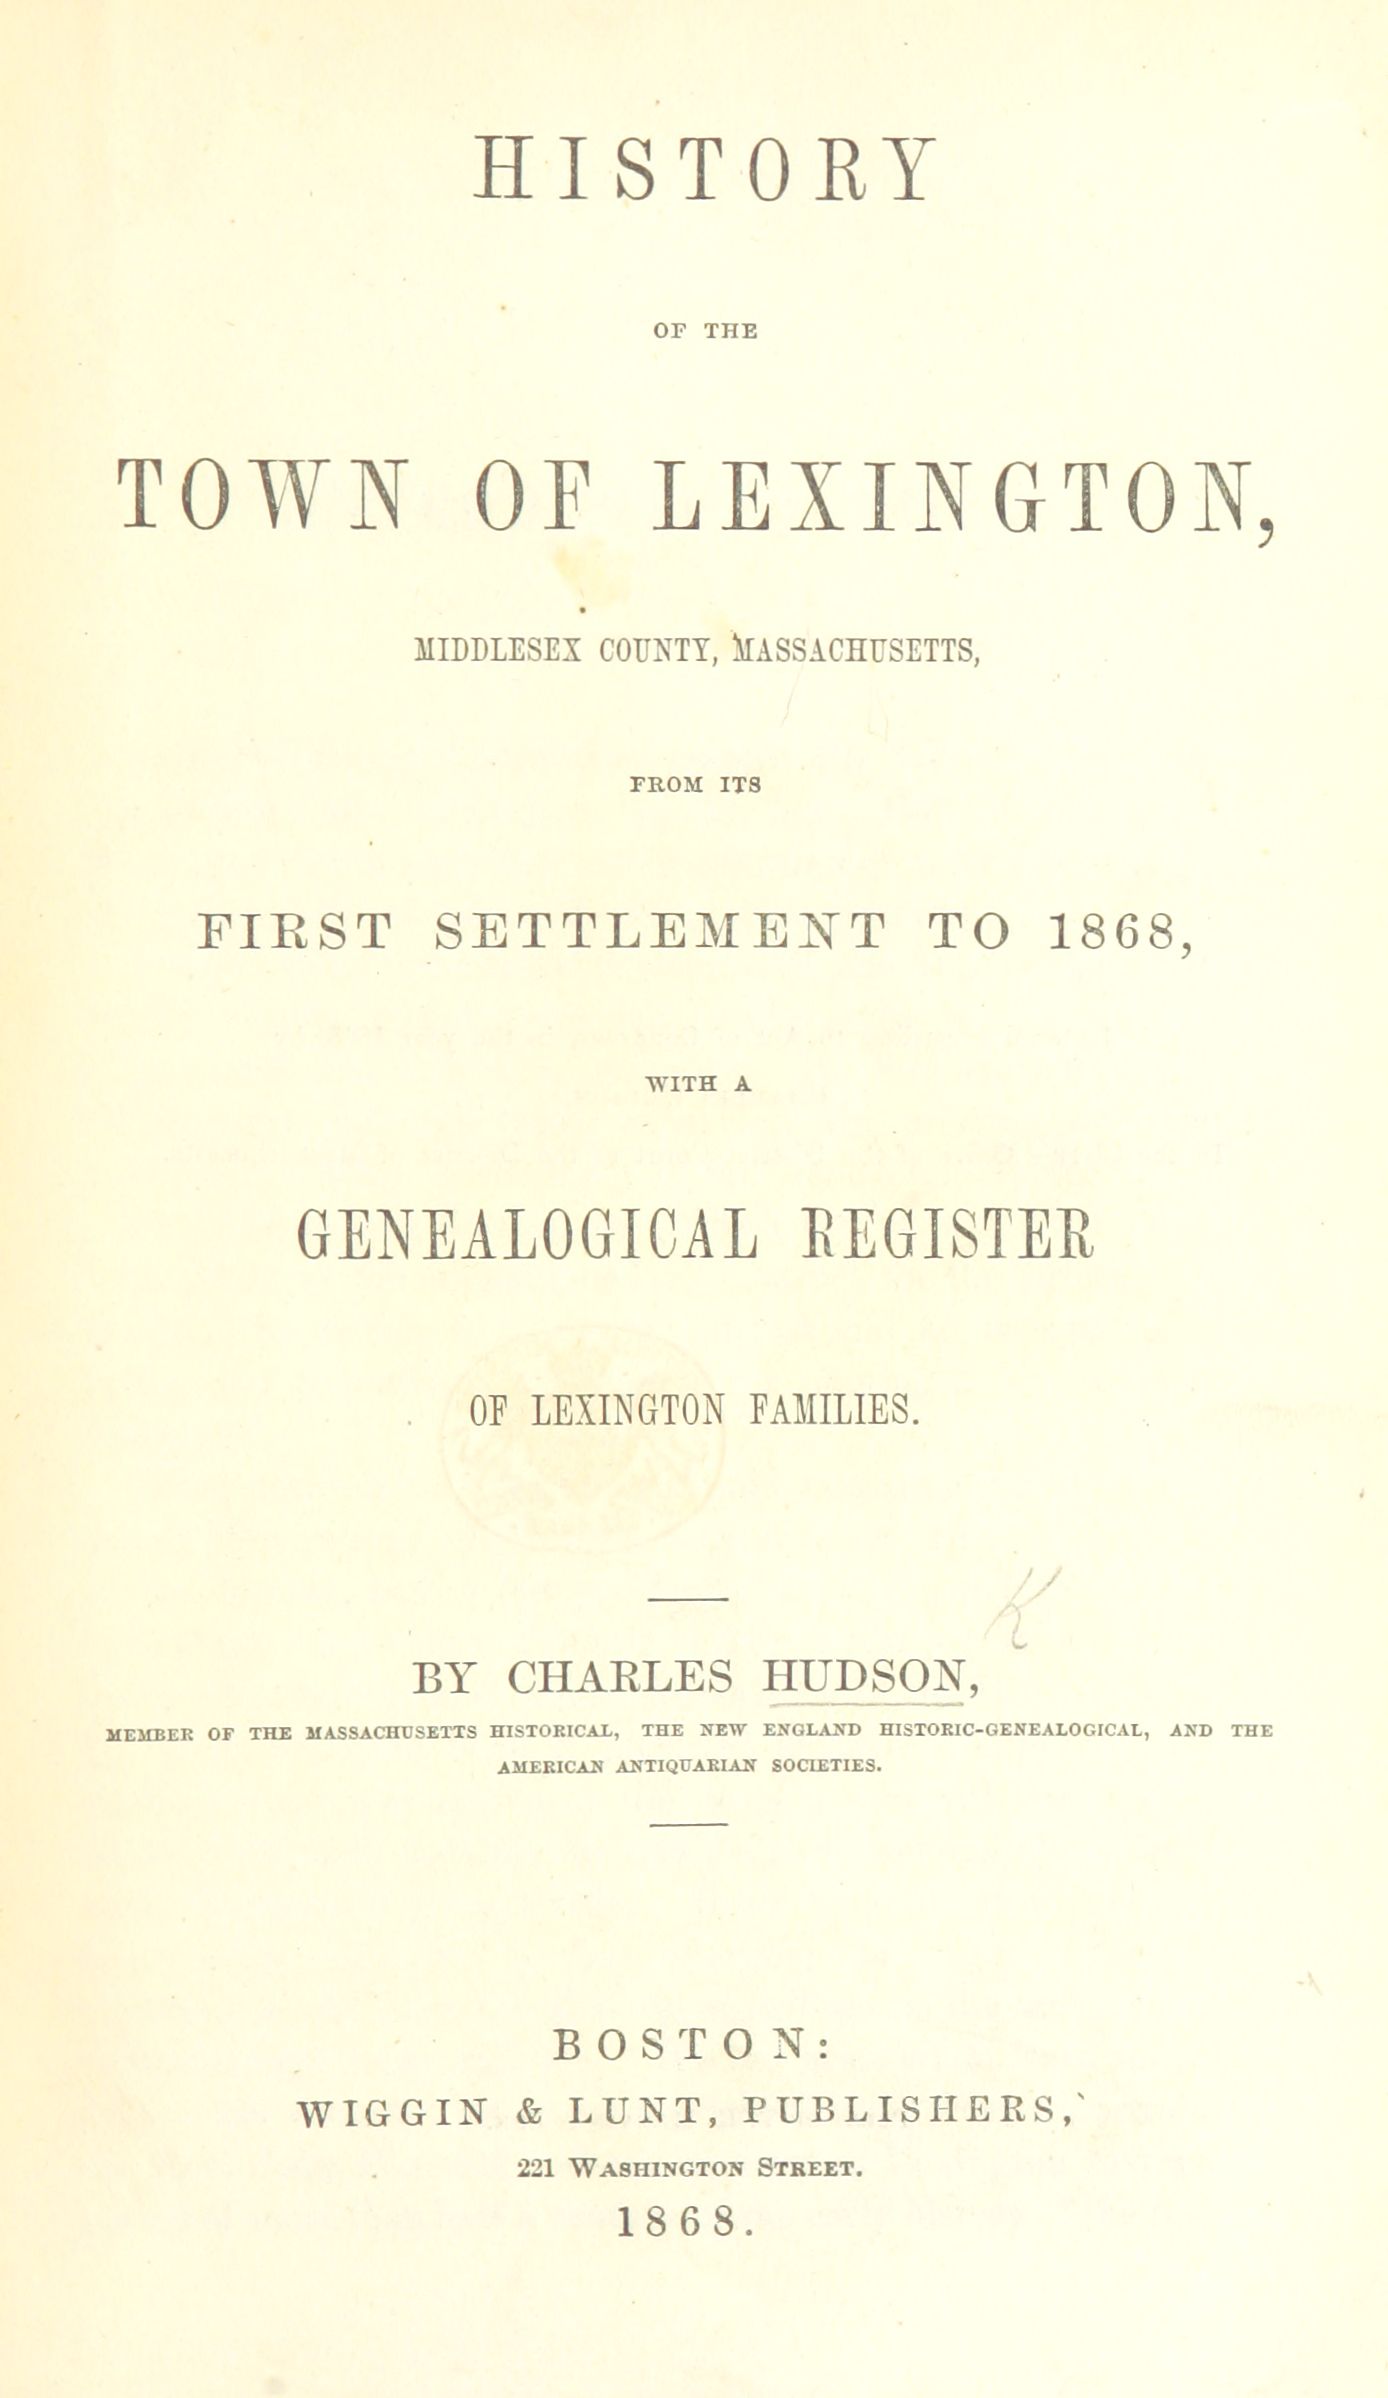 HISTORY
OF THE
TOWN OF LEXINGTON,
MIDDLESEX COUNTY, MASSACHUSETTS,
FROM ITS
FIRST SETTLEMENT TO 1868,
WITH A
GENEALOGICAL REGISTER
OF LEXINGTON FAMILIES.
K
BY CHARLES HUDSON,
MEMBER OF THE MASSACHUSETTS HISTORICAL, THE NEW ENGLAND HISTORIC-GENEALOGICAL, AND THE
AMERICAN ANTIQUARIAN SOCIETIES.
BOSTON:
WIGGIN & LUNT, PUBLISHERS,
221 WASHINGTON STREET.
1868.